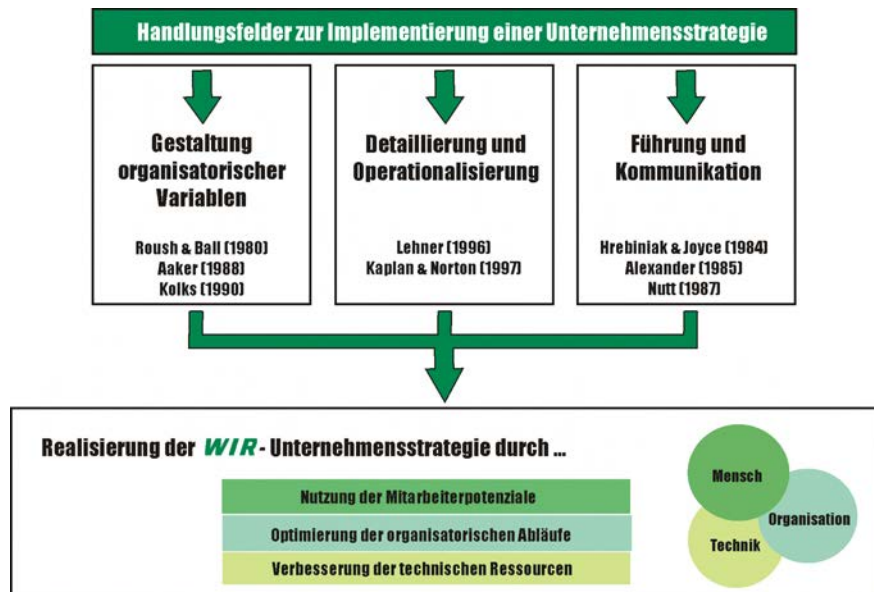 Handlungsfelder zur Implementierung einer Unternehmensstrategie
Gestaltung
organisatorischer
Variablen
Roush & Ball (1980)
Aaker (1988)
Kolks (1990)
Detaillierung und
Operationalisierung
Lehner (1996)
Kaplan & Norton (1997)
Führung und
Kommunikation
Hrebiniak & Joyce (1984)
Alexander (1985)
Nutt (1987)
Realisierung der WIR - Unternehmensstrategie durch ...
Nutzung der Mitarbeiterpotenziale
Optimierung der organisatorischen Abläufe
Verbesserung der technischen Ressourcen
Mensch
Organisation
Technik